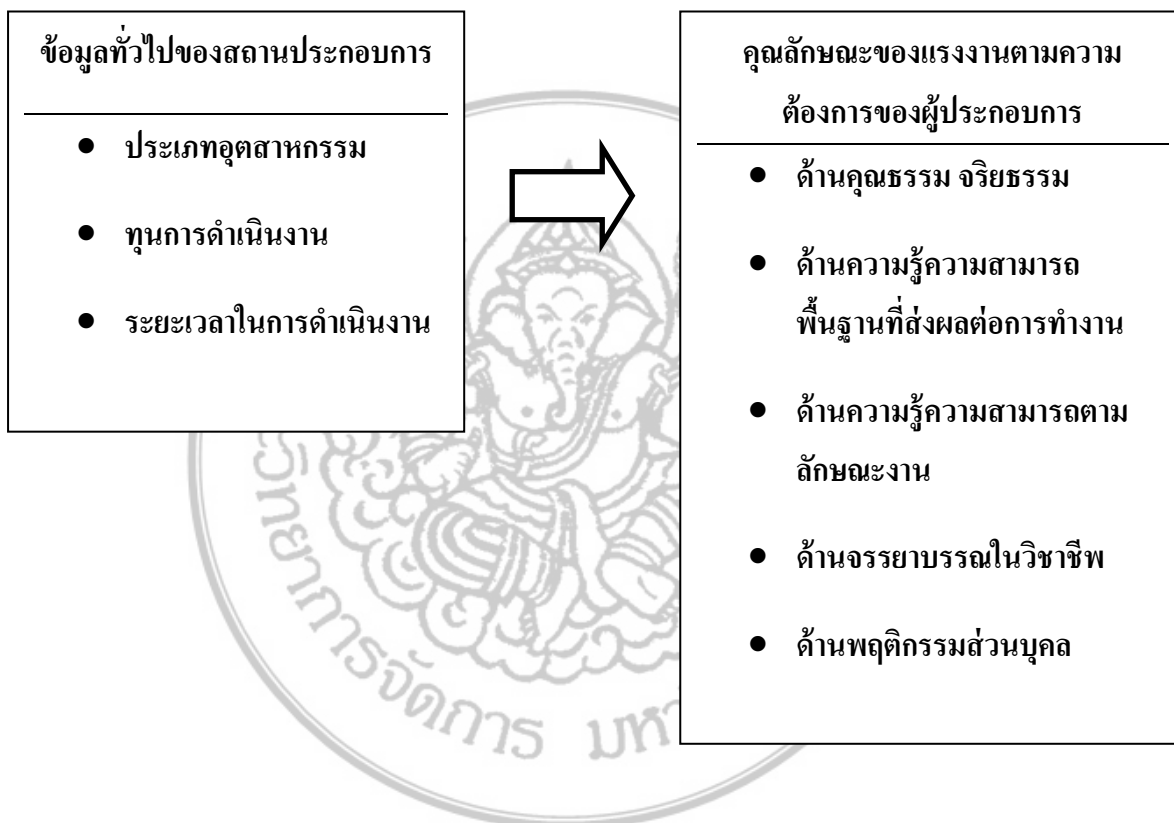 ข้อมูลทั่วไปของสถานประกอบการ
● ประเภทอุตสาหกรรม
● ทุนการดำเนินงาน
● ระยะเวลาในการดำเนินงาน
คุณลักษณะของแรงงานตามความ
ต้องการของผู้ประกอบการ
● ด้านคุณธรรม จริยธรรม
● ด้านความรู้ความสามารถ
พื้นฐานที่ส่งผลต่อการทำงาน
● ด้านความรู้ความสามารถตาม
ลักษณะงาน
● ด้านจรรยาบรรณในวิชาชีพ
● ด้านพฤติกรรมส่วนบุคล
การจัดการ